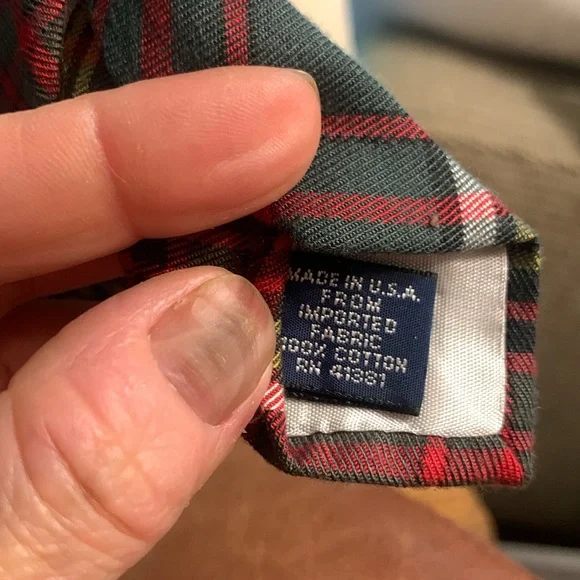 MADE IN U.S.A.
FROM
IMPORTED
FABRIC
100% COTTON
RN 41381